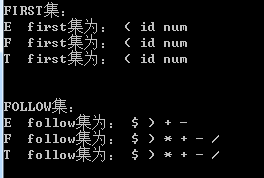 FIRST集：
E  first集为： ( id num
F  first集为： ( id num
T  first集为： ( id num
FOLLOW集：
E  follow集为： $ ) + -
F  follow集为： $ ) * + - /
T  follow集为： $ ) * + - /